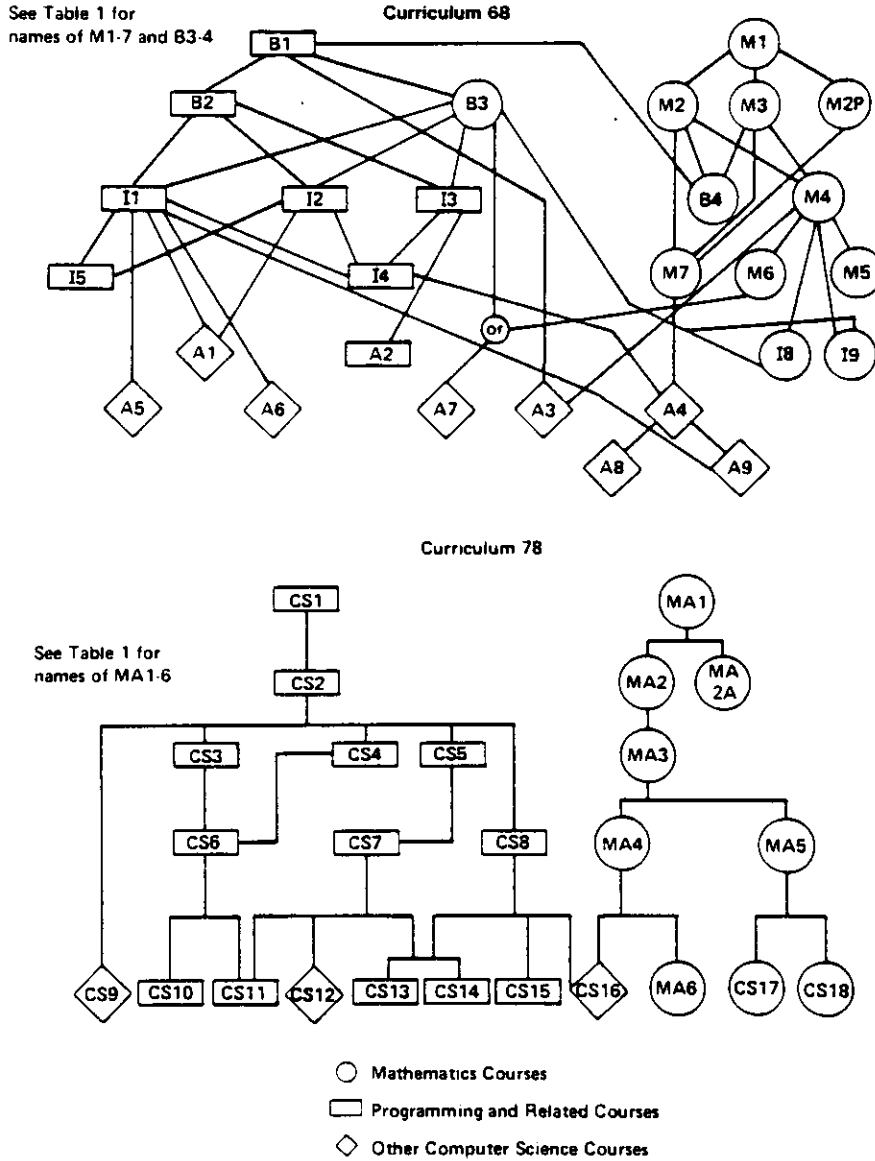 See Table 1 for
names of M1-7 and B3-4
Curriculum 68
B1
M1
B2
B3
M2
M3
M2P
I1
I2
I3
B4
M4
I5
I4
M7
M6
M5
A1
A2
Of
I8
I9
A5
A6
A7
A3
A4
A8
A9
Curriculum 78
CS1
MA1
See Table 1 for
names of MA1-6
CS2
MA2
MA
2A
CS3
CS4
CS5
MA3
CS6
CS7
CS8
MA4
MA5
CS9
CS10
CS11
CS12
CS13
CS14
CS15
CS16
MA6
CS17
CS18
Mathematics Courses
Programming and Related Courses
Other Computer Science Courses